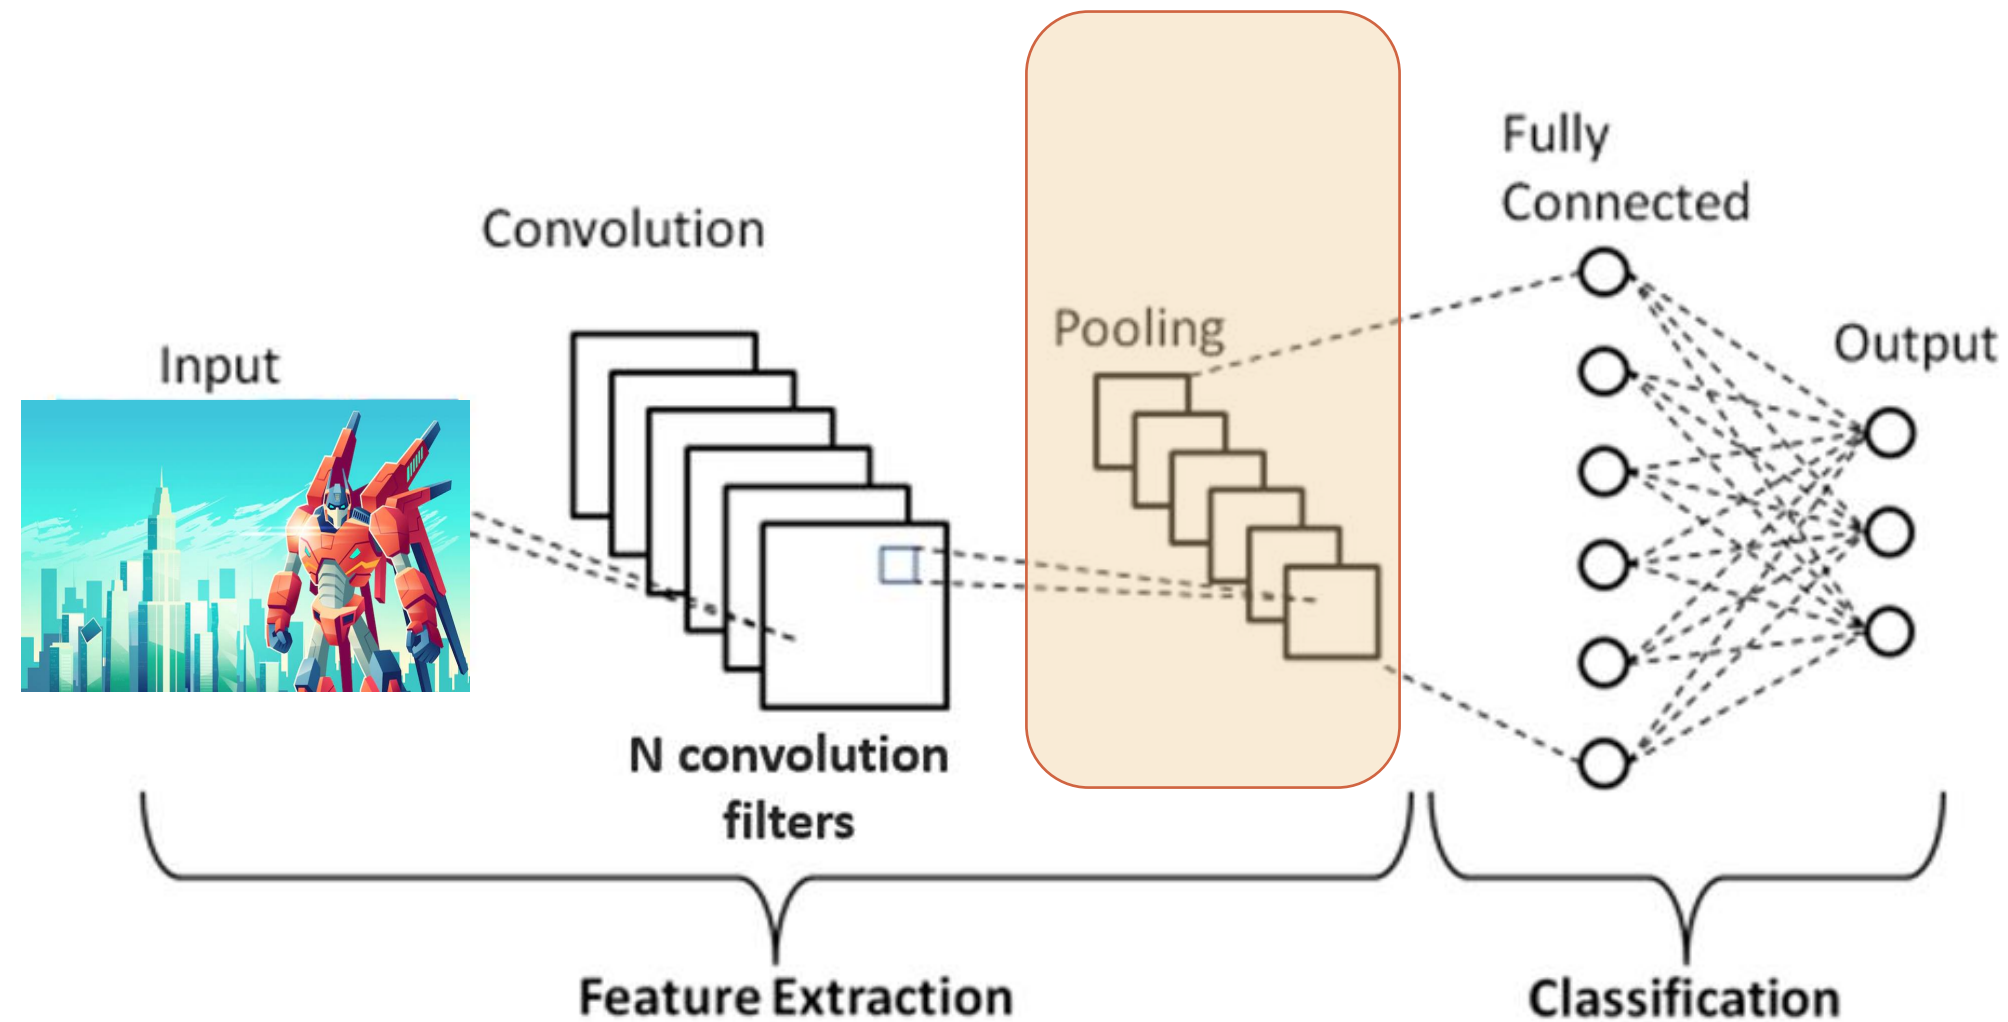 Input
Convolution
N convolution
filters
Pooling
Fully
Connected
Output
Feature Extraction
Classification